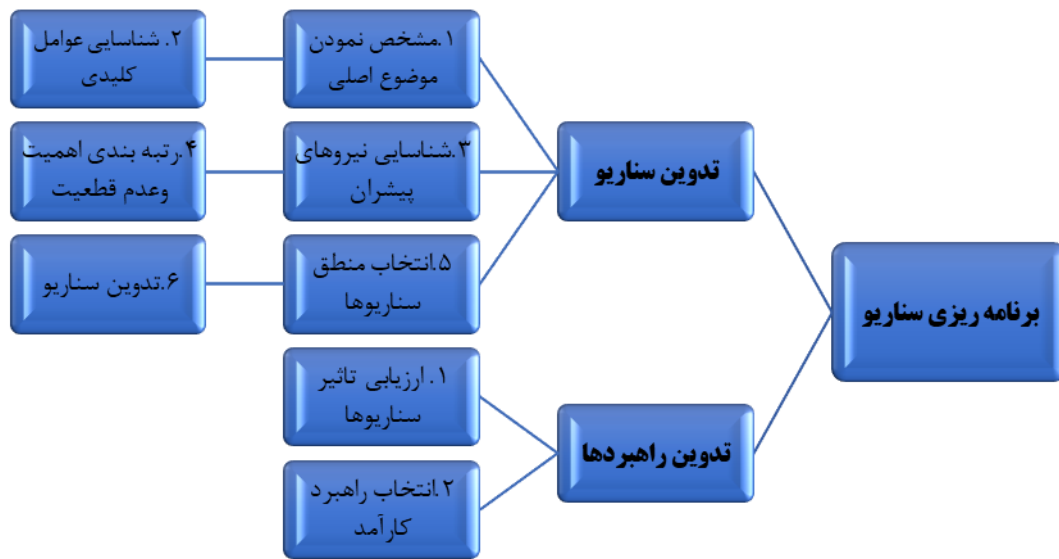 برنامه ریزی سناریو
تدوین سناریو
۱.مشخص نمودن
موضوع اصلی
۲. شناسایی عوامل
کلیدی
۳.شناسایی نیروهای
پیشران
۴.رتبه بندی اهمیت
وعدم قطعیت
۵.انتخاب منطق
سناریوها
۶.تدوین سناریو
تدوین راهبردها
۱. ارزیابی تاثیر
سناریوها
۲.انتخاب راهبرد
کارآمد